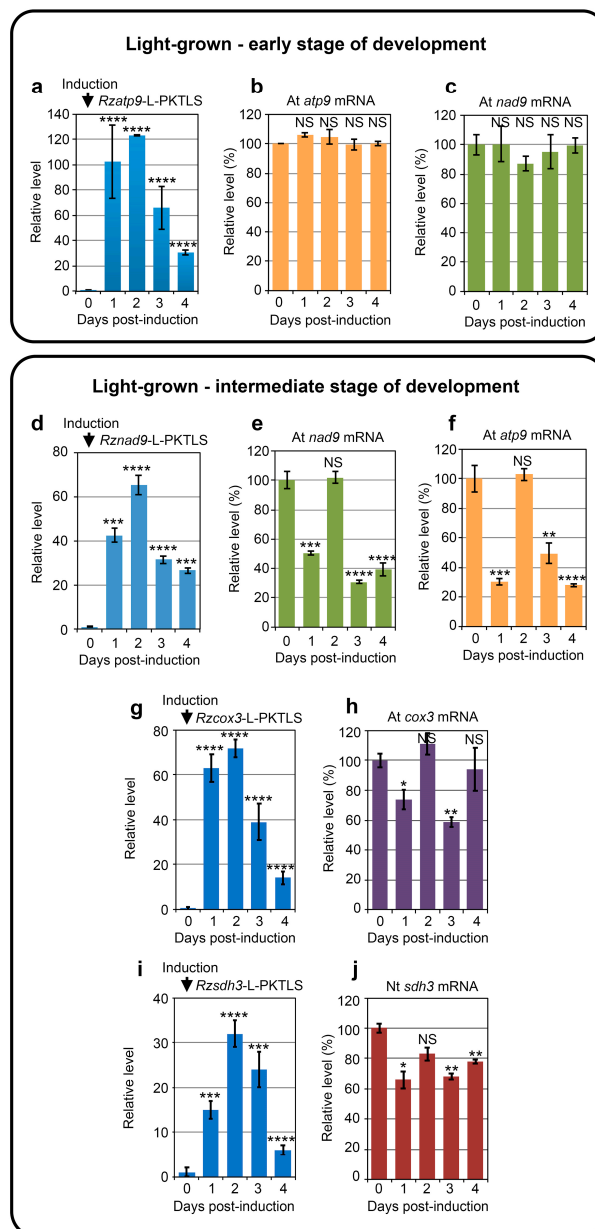 Light-grown - early stage of development
a
Induction
Rzatp9-L-PKTLS
Relative level
140
120
100
80
60
40
20
0
****
****
****
****
0 1 2 3 4
Days post-induction
b
At atp9 mRNA
Relative level (%)
120
100
80
60
40
20
0
NS NS NS NS
0 1 2 3 4
Days post-induction
c
At nad9 mRNA
Relative level (%)
120
100
80
60
40
20
0
NS NS NS NS
0 1 2 3 4
Days post-induction
Light-grown - intermediate stage of development
d
Induction
Rznad9-L-PKTLS
Relative level
80
60
40
20
0
***
****
****
***
0 1 2 3 4
Days post-induction
e
At nad9 mRNA
Relative level (%)
120
100
80
60
40
20
0
***
NS
****
****
0 1 2 3 4
Days post-induction
f
At atp9 mRNA
Relative level (%)
120
100
80
60
40
20
0
***
NS
**
****
0 1 2 3 4
Days post-induction
g
Induction
Rzcox3-L-PKTLS
Relative level
80
60
40
20
0
****
****
****
****
0 1 2 3 4
Days post-induction
h
At cox3 mRNA
Relative level (%)
120
100
80
60
40
20
0
*
NS
**
NS
0 1 2 3 4
Days post-induction
i
Induction
Rzsdh3-L-PKTLS
Relative level
40
30
20
10
0
***
****
***
****
0 1 2 3 4
Days post-induction
j
Nt sdh3 mRNA
Relative level (%)
120
100
80
60
40
20
0
*
NS
**
**
0 1 2 3 4
Days post-induction